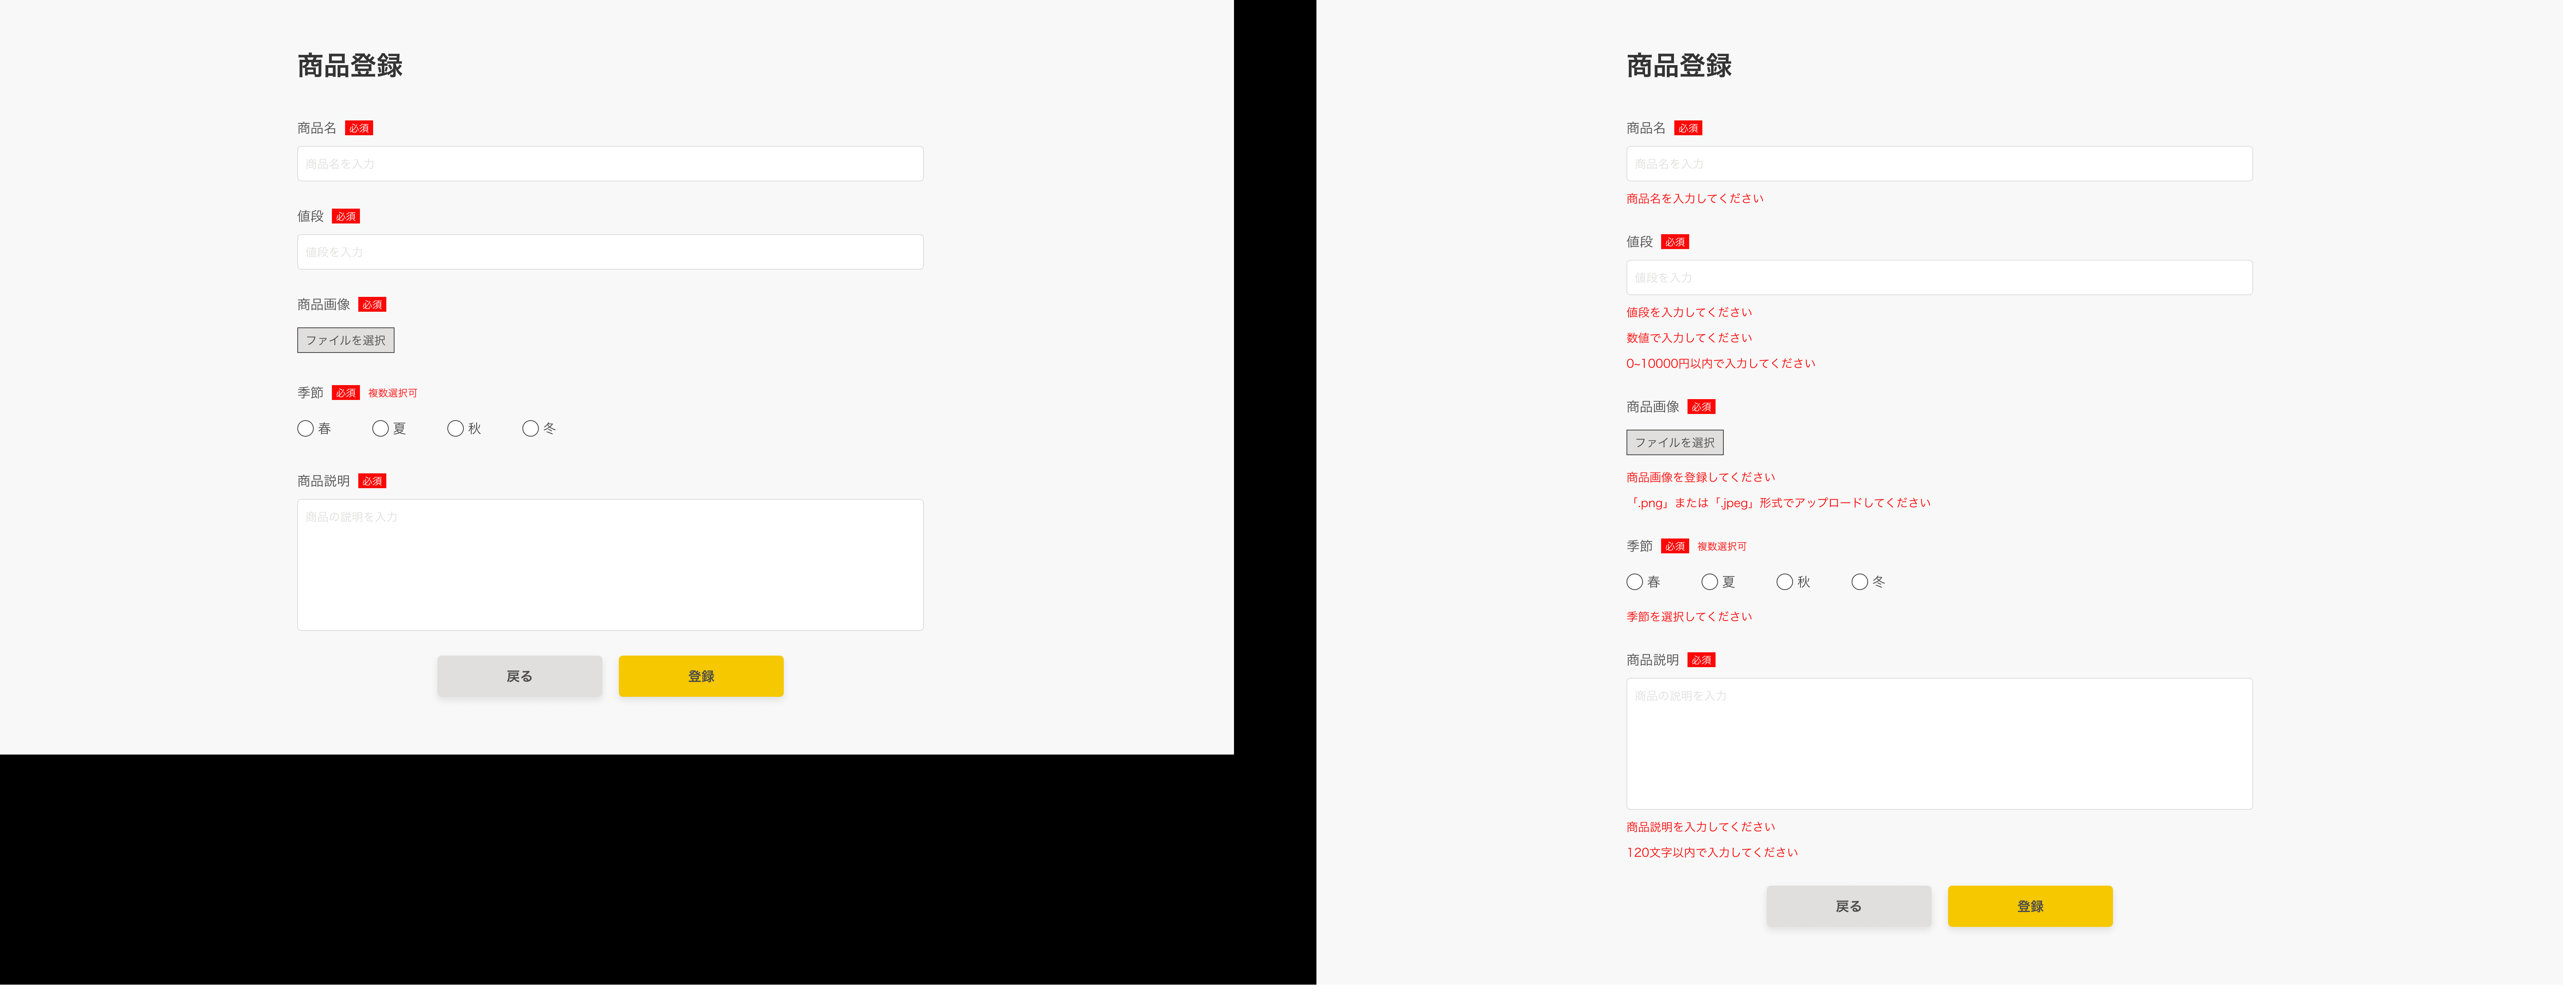 商品登録
商品名 必須
商品名を入力
値段 必須
値段を入力
商品画像 必須
ファイルを選択
季節 必須 複数選択可
春 夏 秋 冬
商品説明 必須
商品の説明を入力
戻る 登録
商品登録
商品名 必須
商品名を入力
商品名を入力してください
値段 必須
値段を入力
値段を入力してください
数値で入力してください
0~10000円以内で入力してください
商品画像 必須
ファイルを選択
商品画像を登録してください
「.png」または「.jpeg」形式でアップロードしてください
季節 必須 複数選択可
春 夏 秋 冬
季節を選択してください
商品説明 必須
商品の説明を入力
商品説明を入力してください
120文字以内で入力してください
戻る 登録